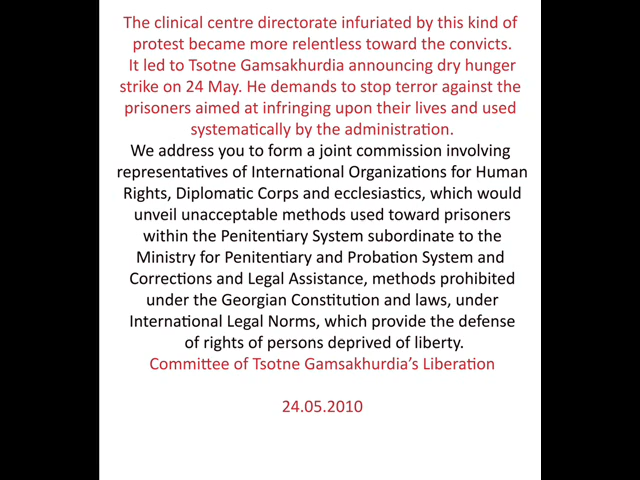 The clinical centre directorate infuriated by this kind of
protest became more relentless toward the convicts.
It led to Tsotne Gamsakhurdia announcing dry hunger
strike on 24 May. He demands to stop terror against the
prisoners aimed at infringing upon their lives and used
systematically by the administration.
We address you to form a joint commission involving
representatives of International Organizations for Human
Rights, Diplomatic Corps and ecclesiastics, which would
unveil unacceptable methods used toward prisoners
within the Penitentiary System subordinate to the
Ministry for Penitentiary and Probation System and
Corrections and Legal Assistance, methods prohibited
under the Georgian Constitution and laws, under
International Legal Norms, which provide the defense
of rights of persons deprived of liberty.
Committee of Tsotne Gamsakhurdia's Liberation
24.05.2010